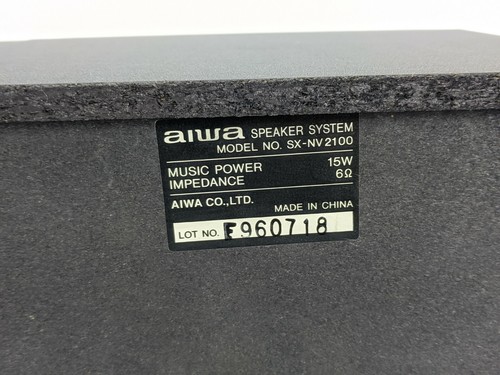 aiwa SPEAKER SYSTEM
MODEL NO. SX-NV2100
MUSIC POWER 15W
IMPEDANCE 6Ω
AIWA CO.,LTD. MADE IN CHINA
LOT NO. E960718